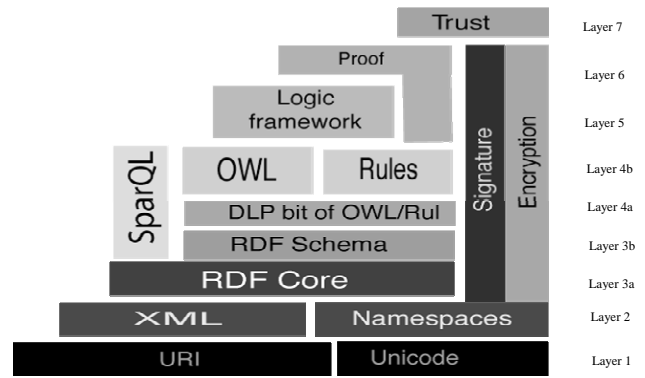 Trust
Layer 7
Proof
Layer 6
Logic
framework
Layer 5
SparQL
OWL
Rules
Signature
Encryption
Layer 4b
DLP bit of OWL/Rul
Layer 4a
RDF Schema
Layer 3b
RDF Core
Layer 3a
XML
Namespaces
Layer 2
URI
Unicode
Layer 1